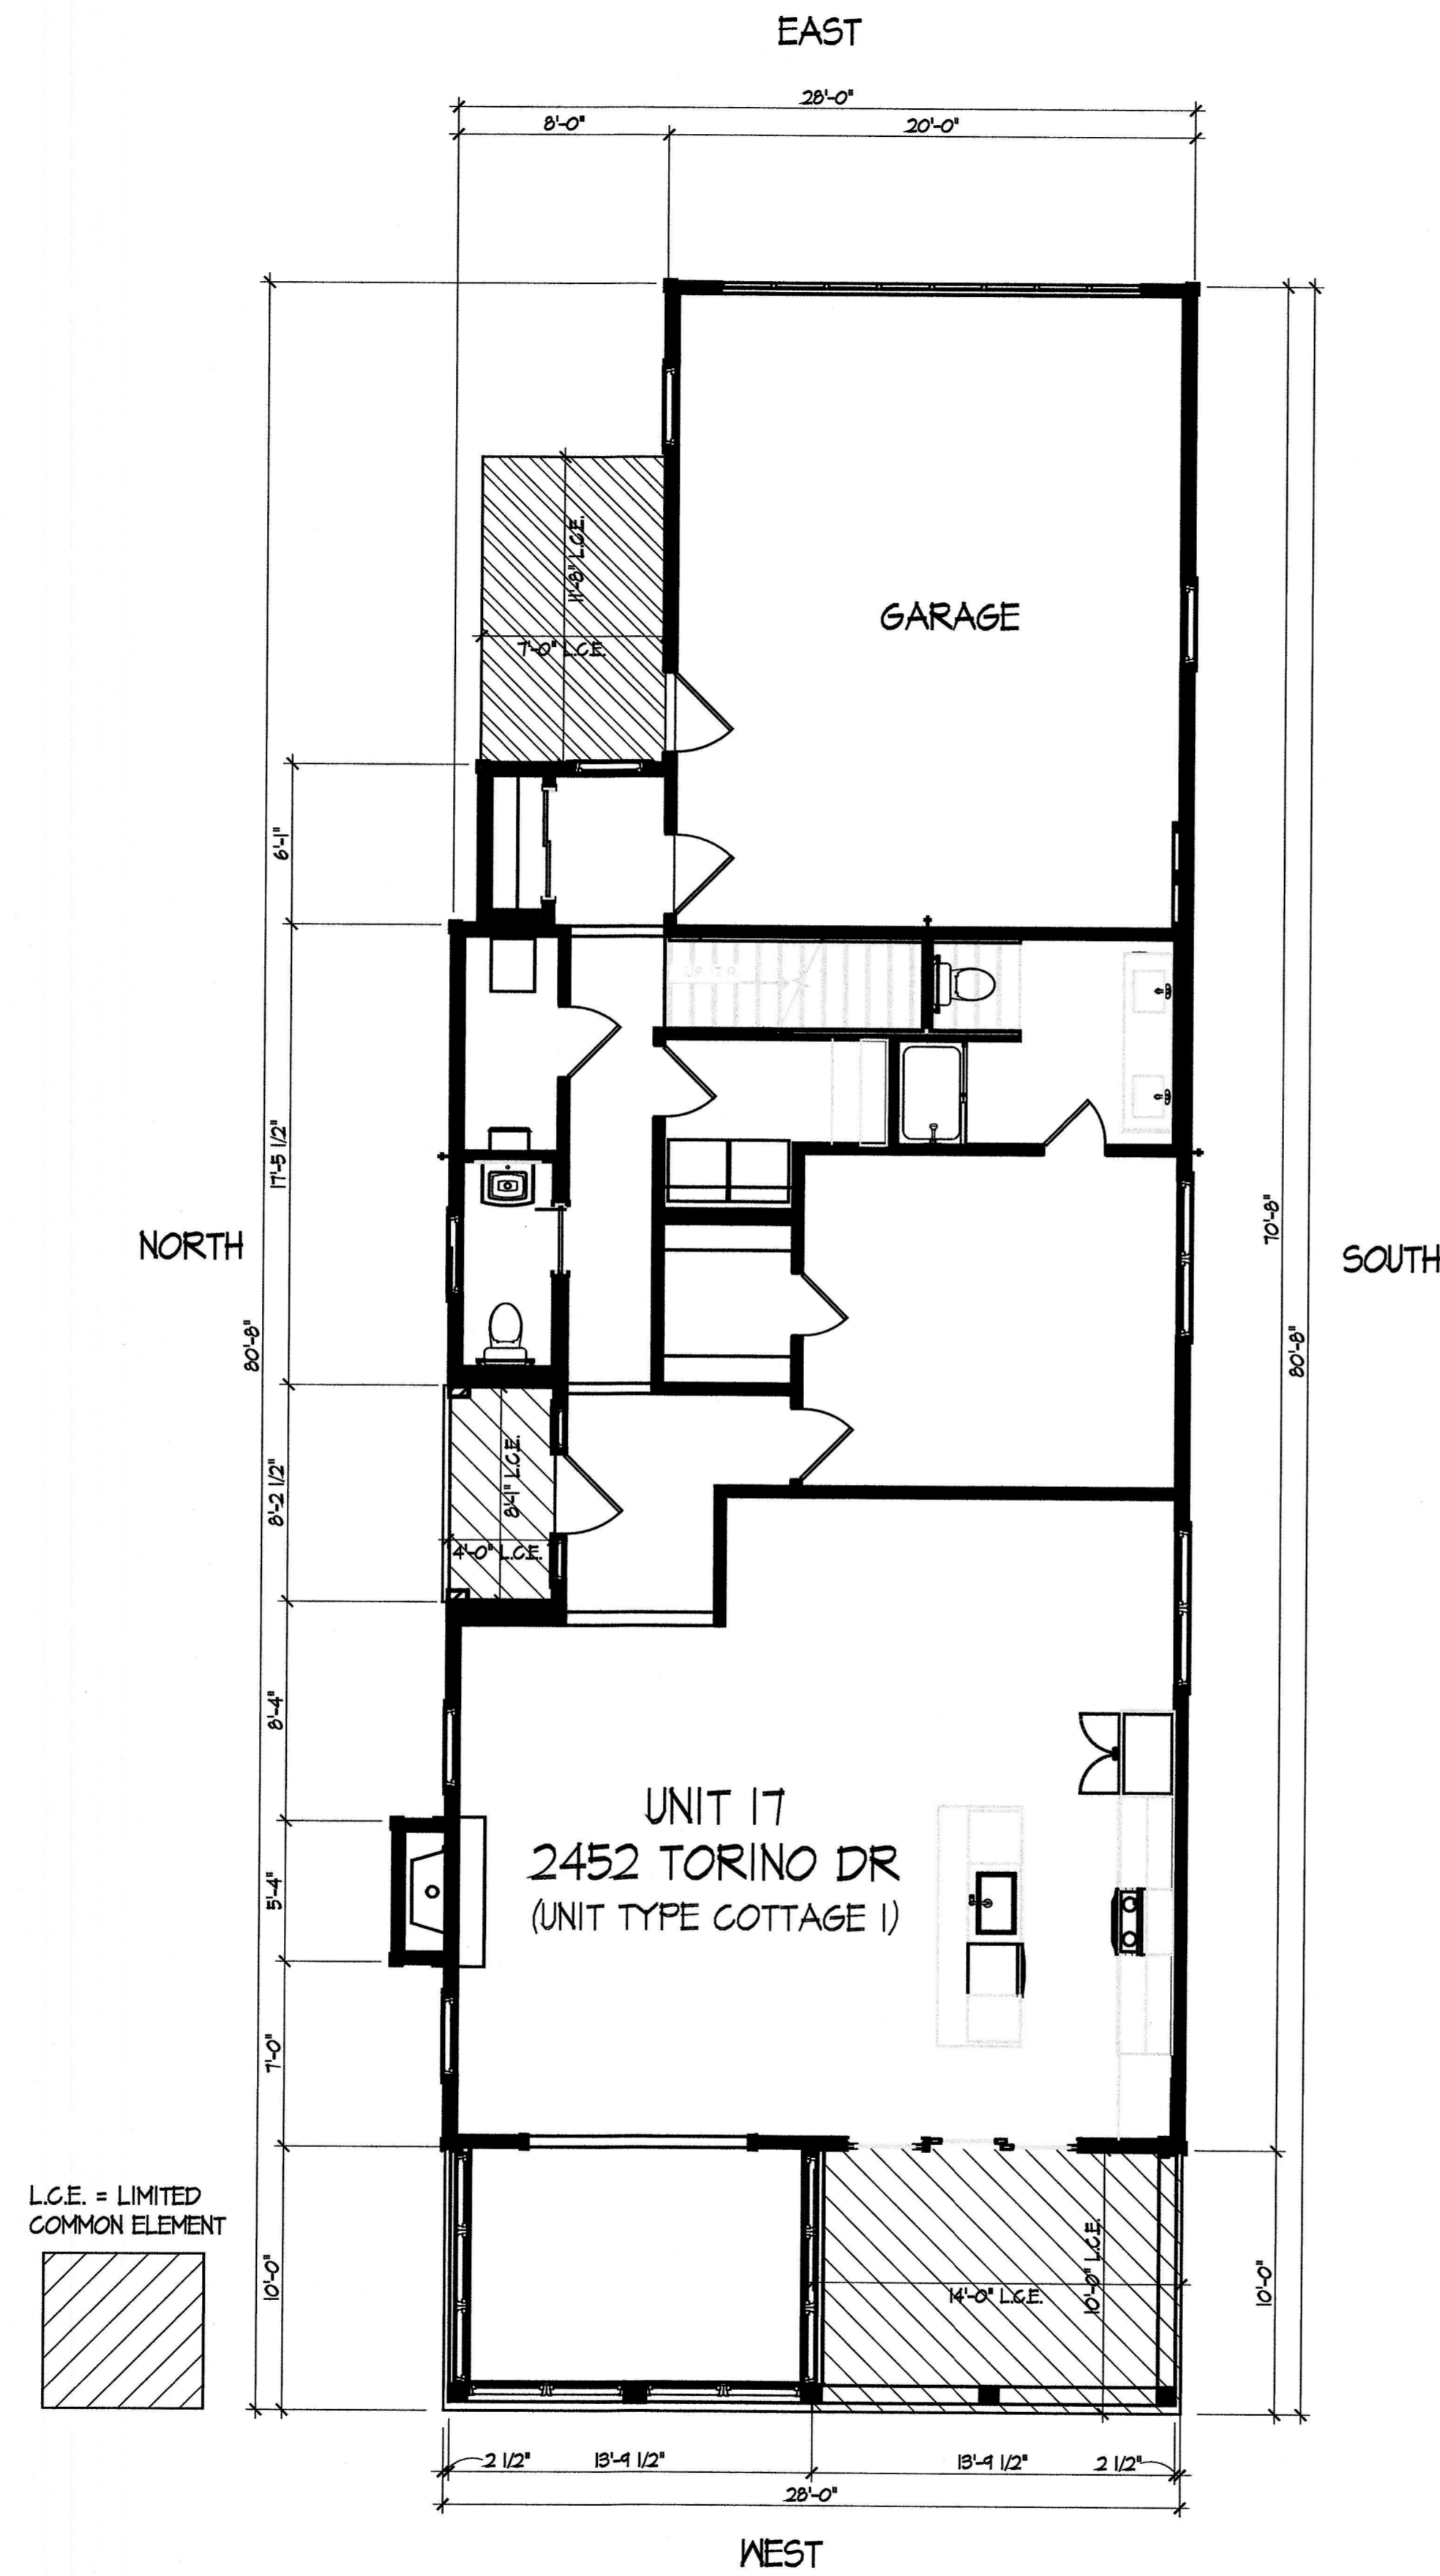 EAST
28'-0"
8'-0"
20'-0"
11'-8" L.C.E.
7'-0" L.C.E.
GARAGE
6'-1"
UP 17 R
17'-5 1/2"
70'-8"
NORTH
SOUTH
80'-8"
80'-8"
8'-2 1/2"
8'-1" L.C.E.
4'-0" L.C.E.
8'-4"
UNIT 17
2452 TORINO DR
(UNIT TYPE COTTAGE 1)
5'-4"
7'-0"
L.C.E. = LIMITED
COMMON ELEMENT
10'-0"
10'-0" L.C.E.
14'-0" L.C.E.
10'-0"
2 1/2"
13'-9 1/2"
13'-9 1/2"
2 1/2"
28'-0"
WEST